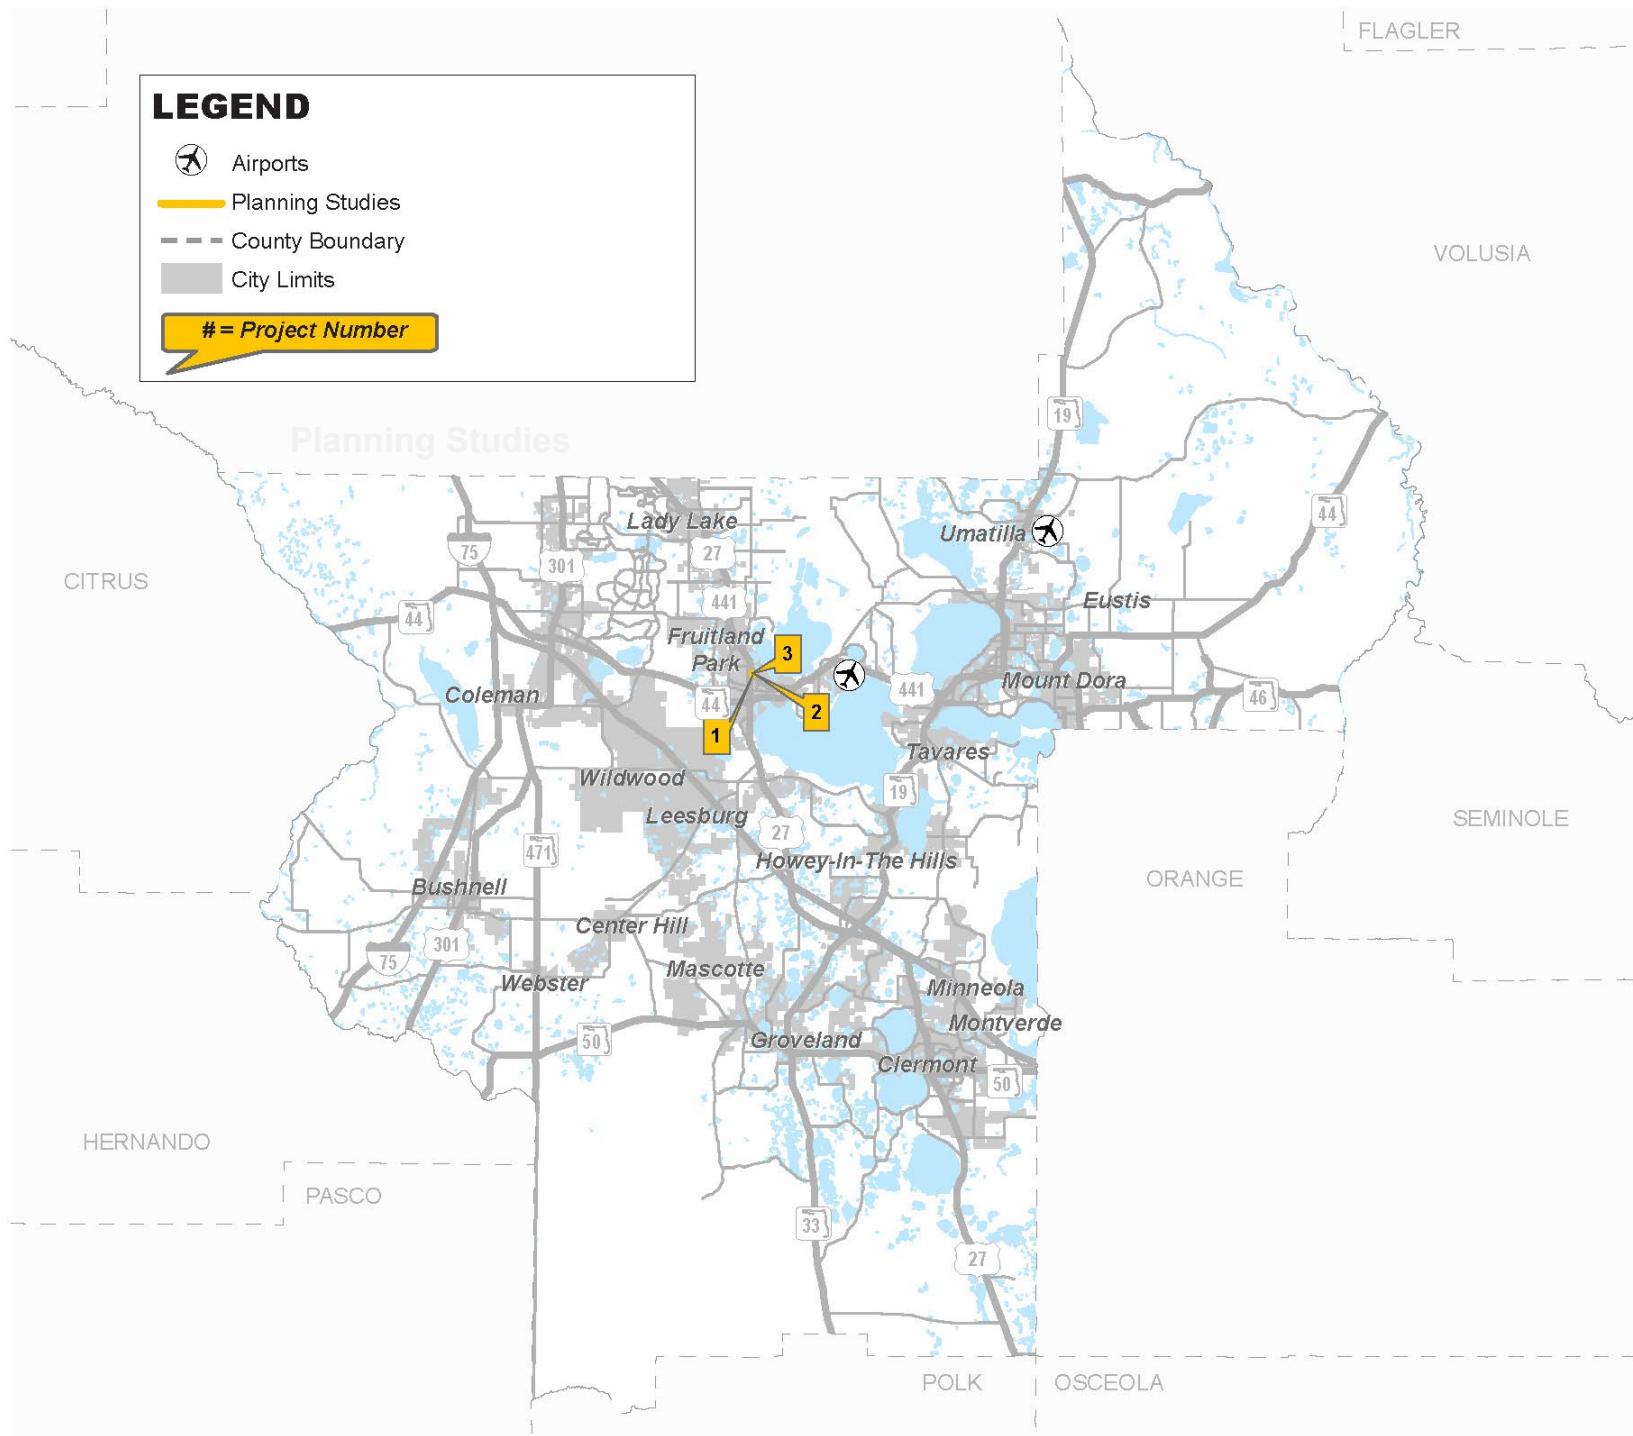 FLAGLER
LEGEND
Airports
Planning Studies
County Boundary
City Limits
# = Project Number
VOLUSIA
19
Planning Studies
44
Lady Lake
Umatilla
75
27
301
CITRUS
441
Eustis
44
Fruitland
Park
3
Mount Dora
441
46
Coleman
44
2
1
Tavares
Wildwood
19
Leesburg
27
SEMINOLE
471
Howey-In-The Hills
ORANGE
Bushnell
Center Hill
301
75
Mascotte
Webster
Minneola
Montverde
50
Groveland
Clermont
50
HERNANDO
PASCO
33
27
POLK
OSCEOLA